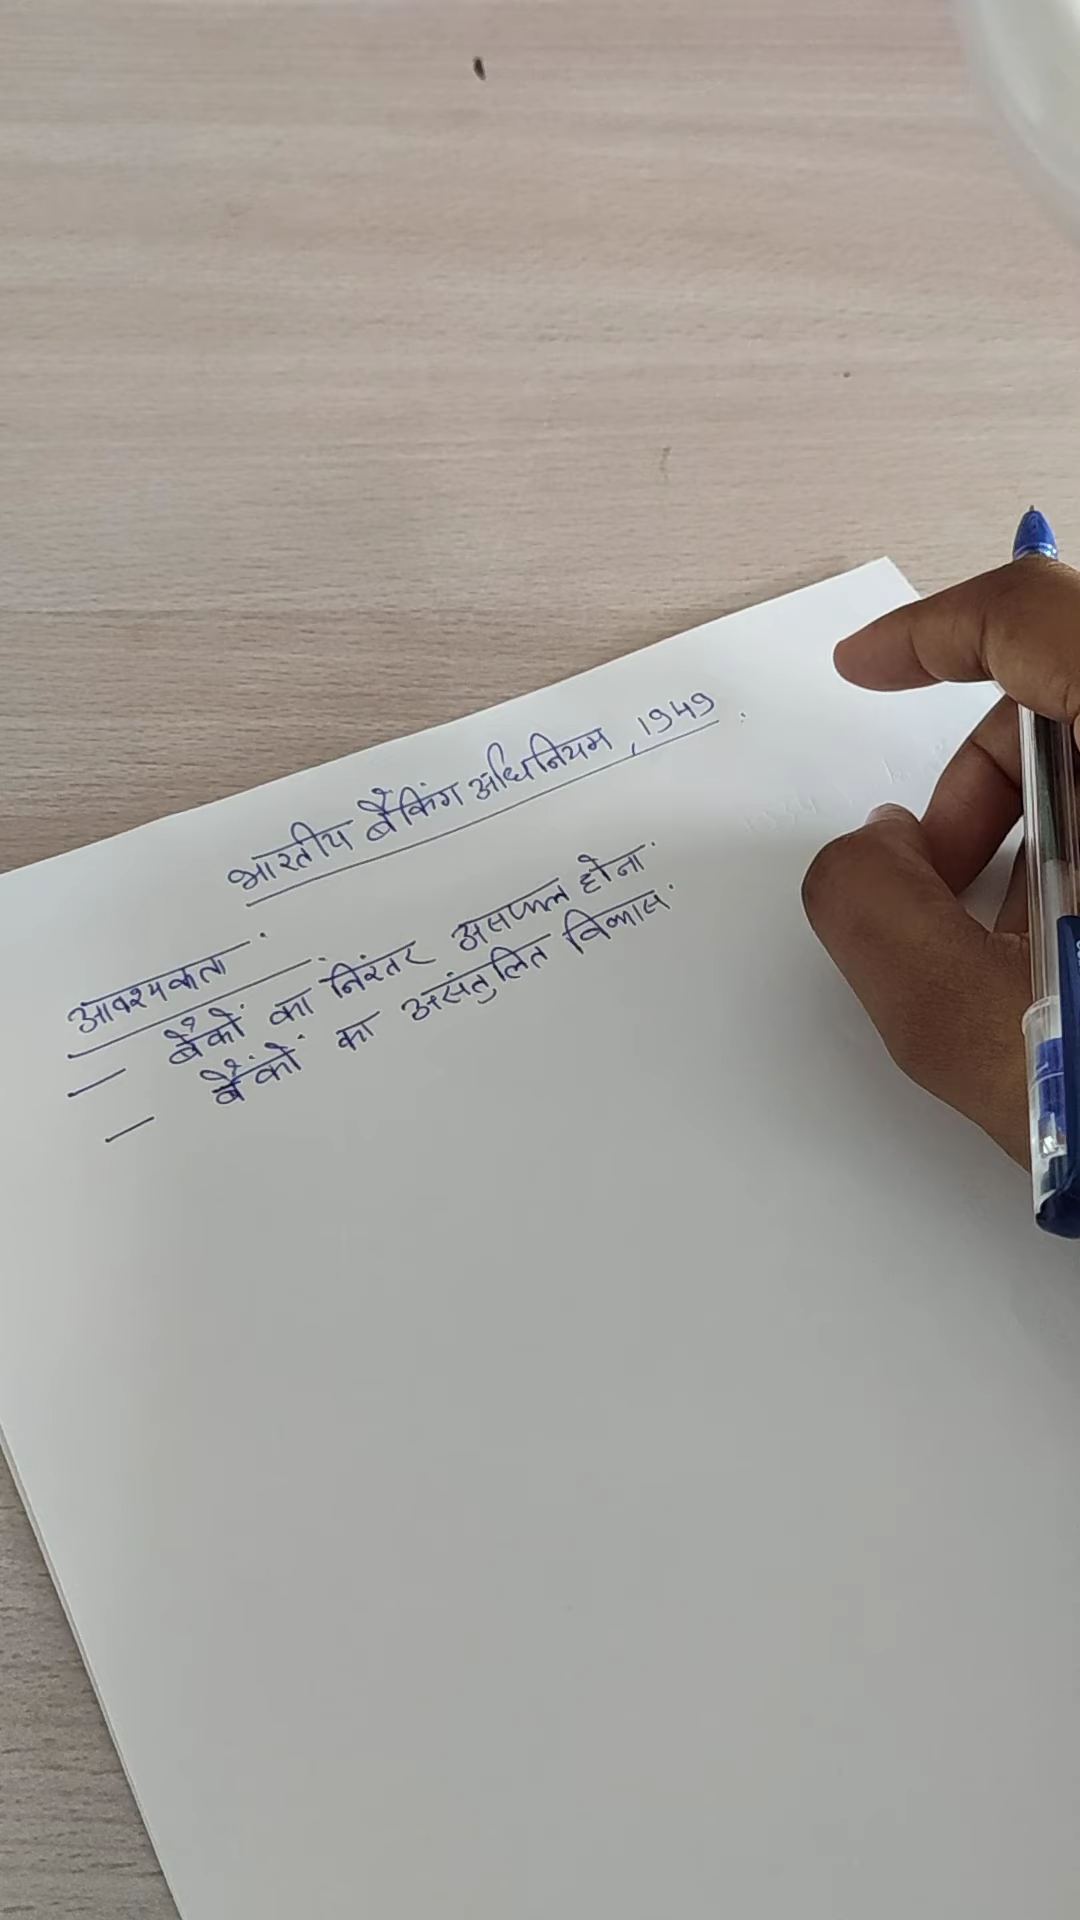 भारतीय बैंकिंग अधिनियम, 1949.
आवश्यकता.
— बैंकों का निरंतर असफल होना.
— बैंकों का असंतुलित विकास.